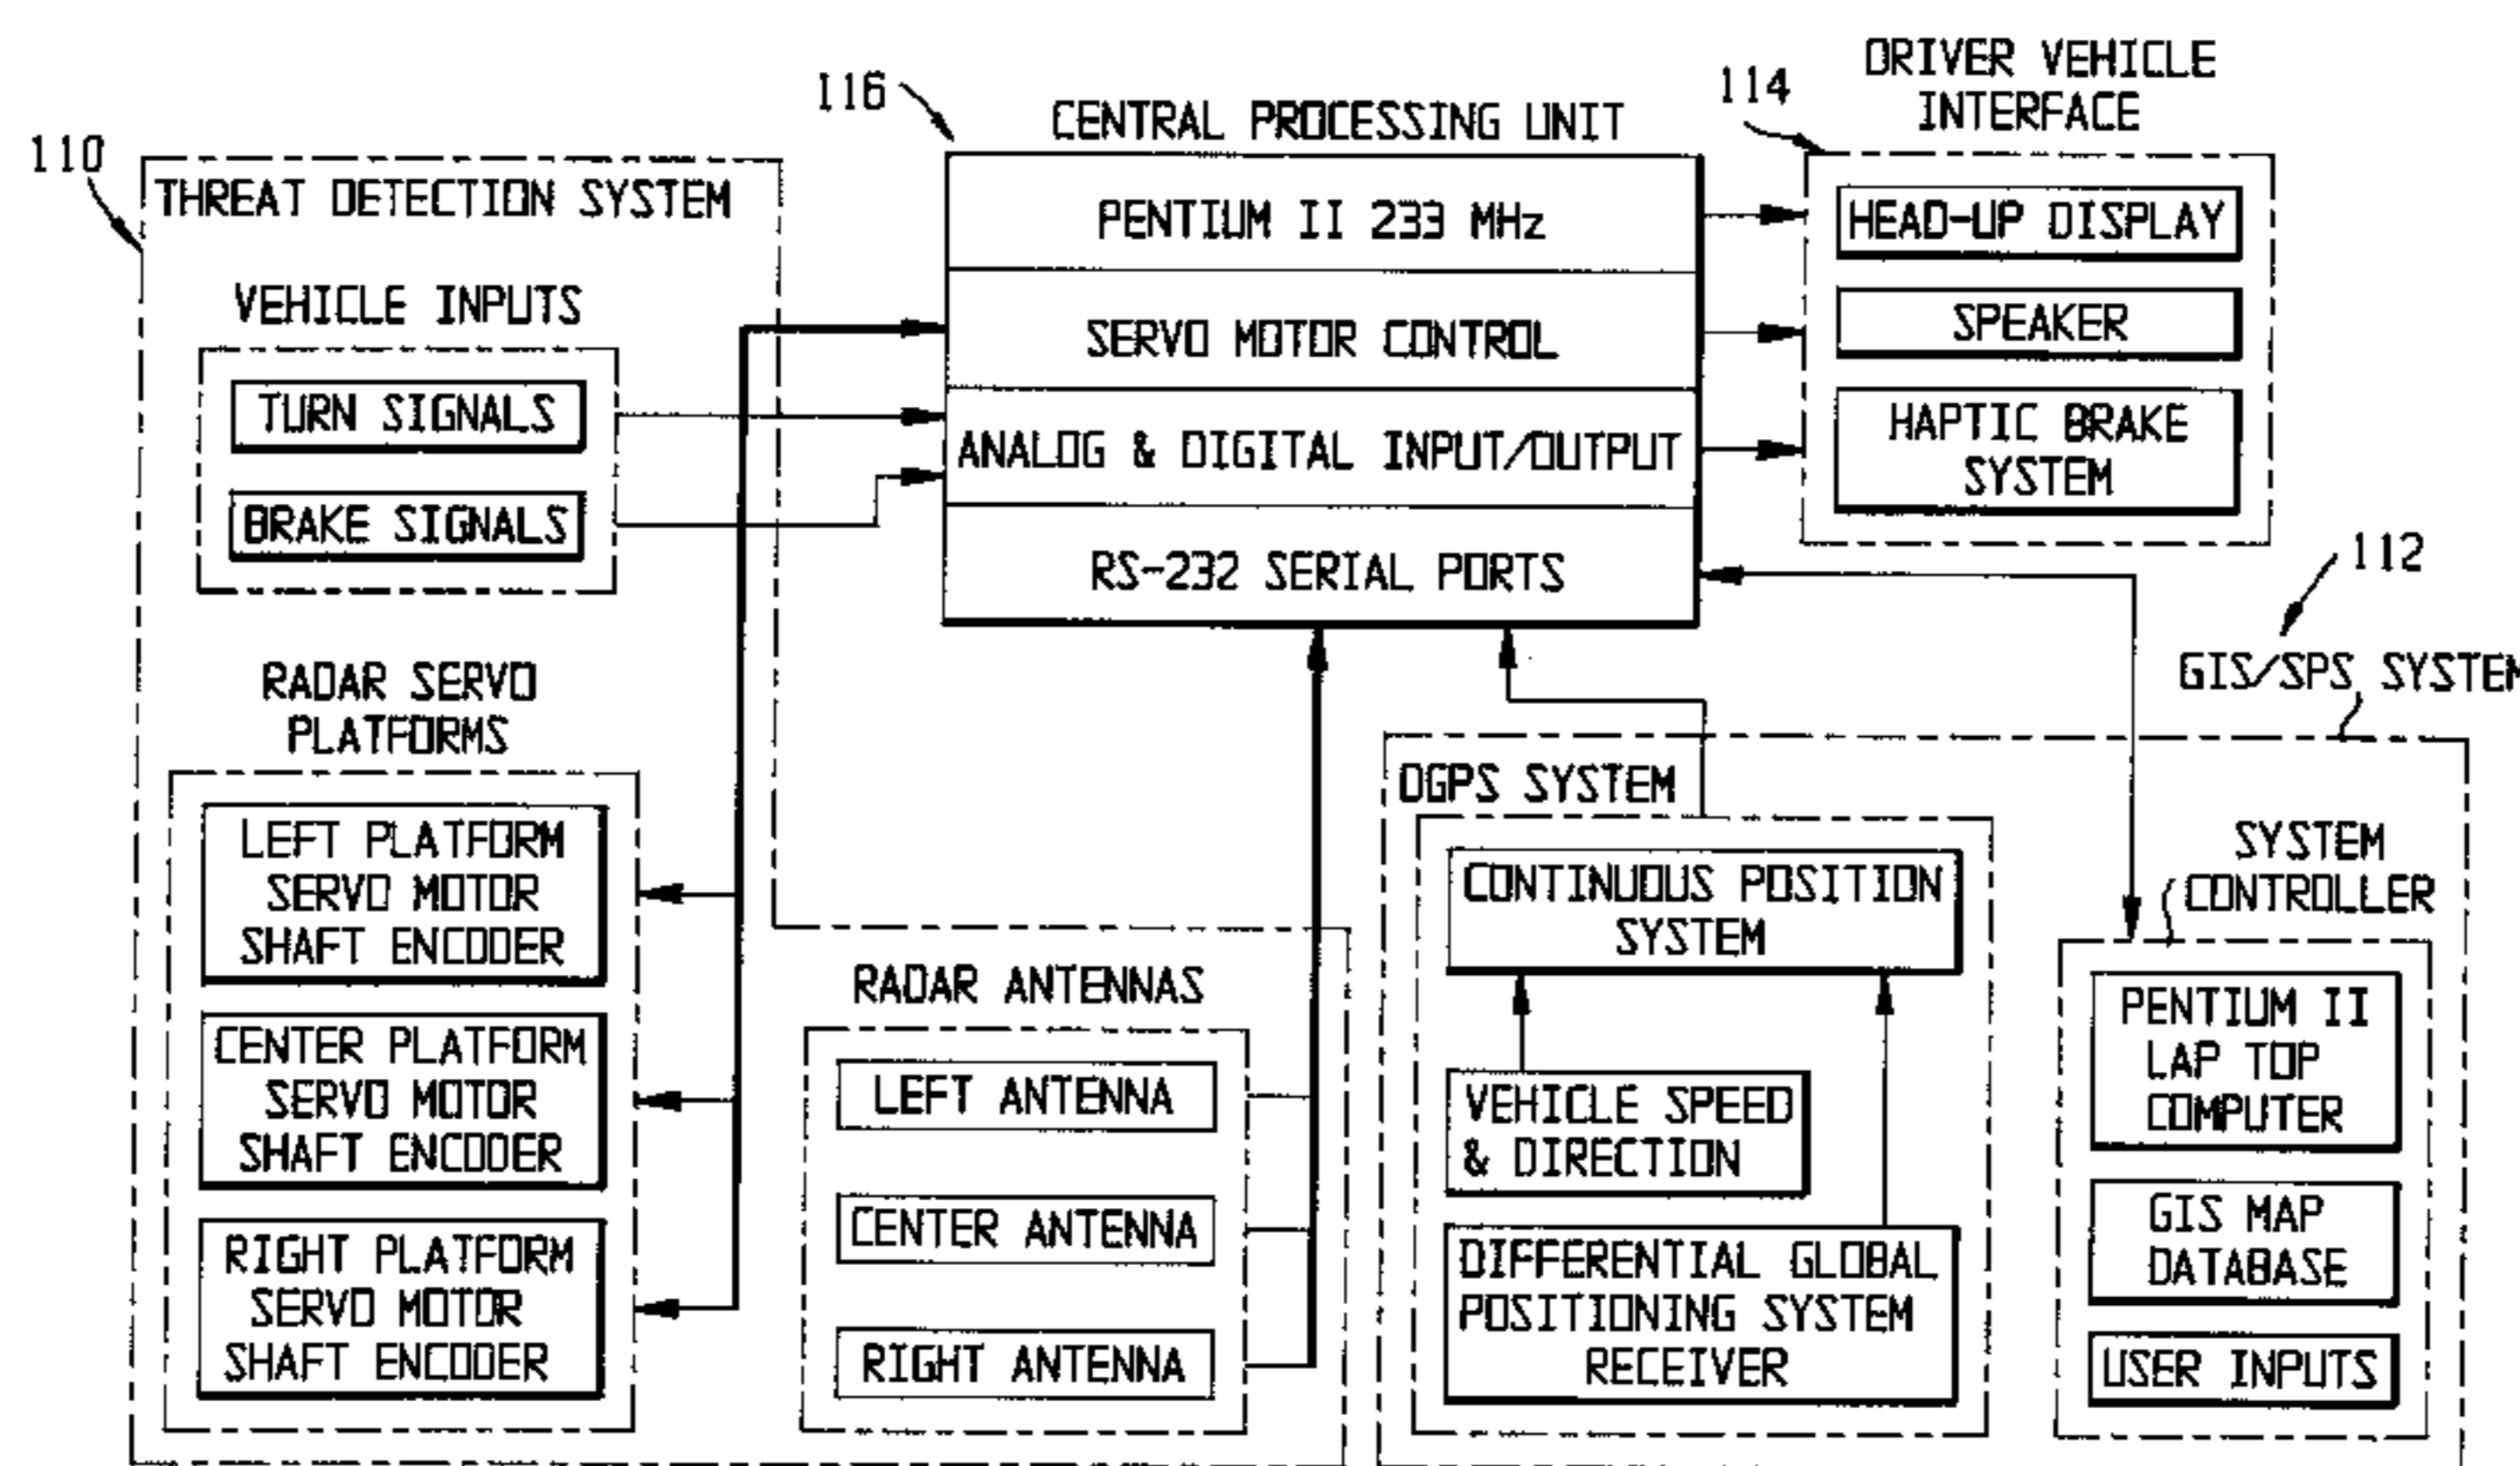 110
THREAT DETECTION SYSTEM
VEHICLE INPUTS
TURN SIGNALS
BRAKE SIGNALS
RADAR SERVO
PLATFORMS
LEFT PLATFORM
SERVO MOTOR
SHAFT ENCODER
CENTER PLATFORM
SERVO MOTOR
SHAFT ENCODER
RIGHT PLATFORM
SERVO MOTOR
SHAFT ENCODER
RADAR ANTENNAS
LEFT ANTENNA
CENTER ANTENNA
RIGHT ANTENNA
116
CENTRAL PROCESSING UNIT
PENTIUM II 233 MHz
SERVO MOTOR CONTROL
ANALOG & DIGITAL INPUT/OUTPUT
RS-232 SERIAL PORTS
114
DRIVER VEHICLE
INTERFACE
HEAD-UP DISPLAY
SPEAKER
HAPTIC BRAKE
SYSTEM
112
GIS/SPS SYSTEM
DGPS SYSTEM
CONTINUOUS POSITION
SYSTEM
VEHICLE SPEED
& DIRECTION
DIFFERENTIAL GLOBAL
POSITIONING SYSTEM
RECEIVER
SYSTEM
CONTROLLER
PENTIUM II
LAP TOP
COMPUTER
GIS MAP
DATABASE
USER INPUTS